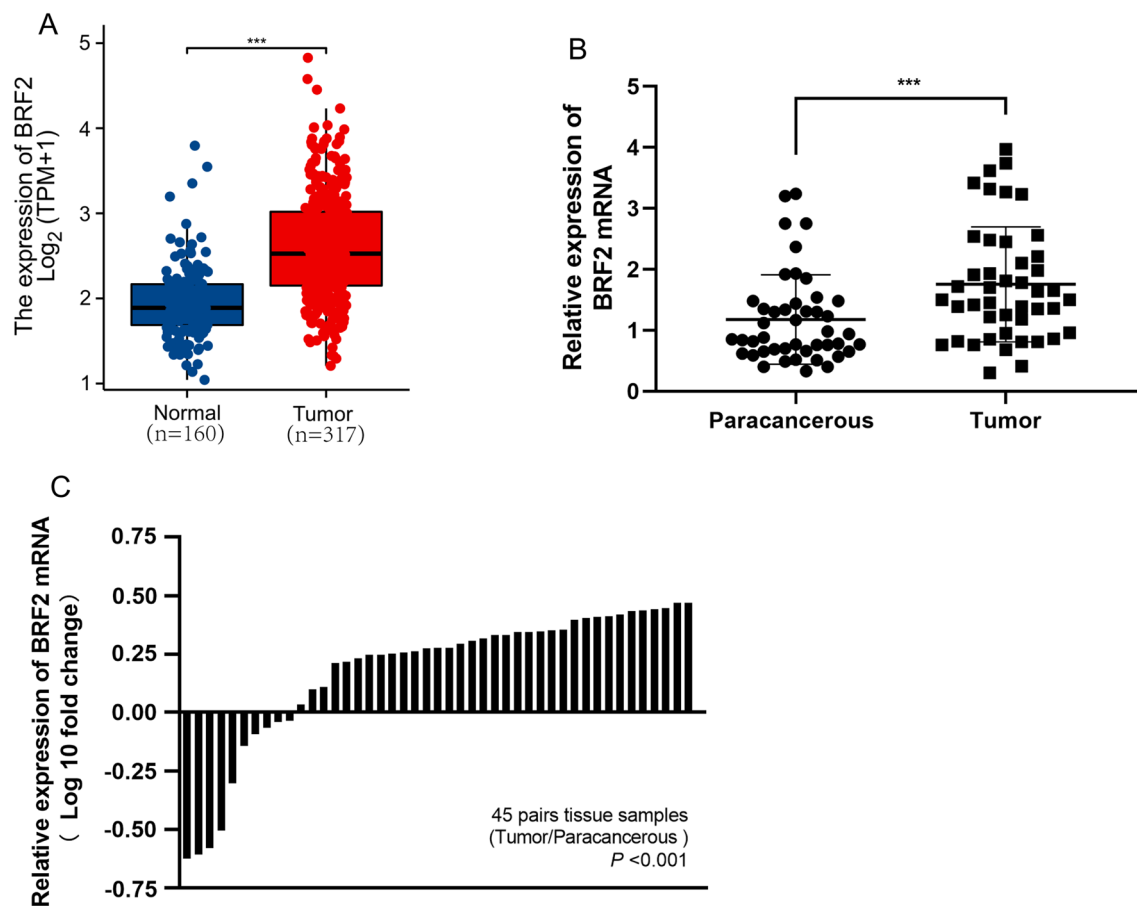 A
The expression of BRF2
Log2 (TPM+1)
5
4
3
2
1
***
Normal
(n=160)
Tumor
(n=317)
B
Relative expression of
BRF2 mRNA
5
4
3
2
1
0
***
Paracancerous
Tumor
C
Relative expression of BRF2 mRNA
( Log 10 fold change)
0.75
0.50
0.25
0.00
-0.25
-0.50
-0.75
45 pairs tissue samples
(Tumor/Paracancerous )
P <0.001